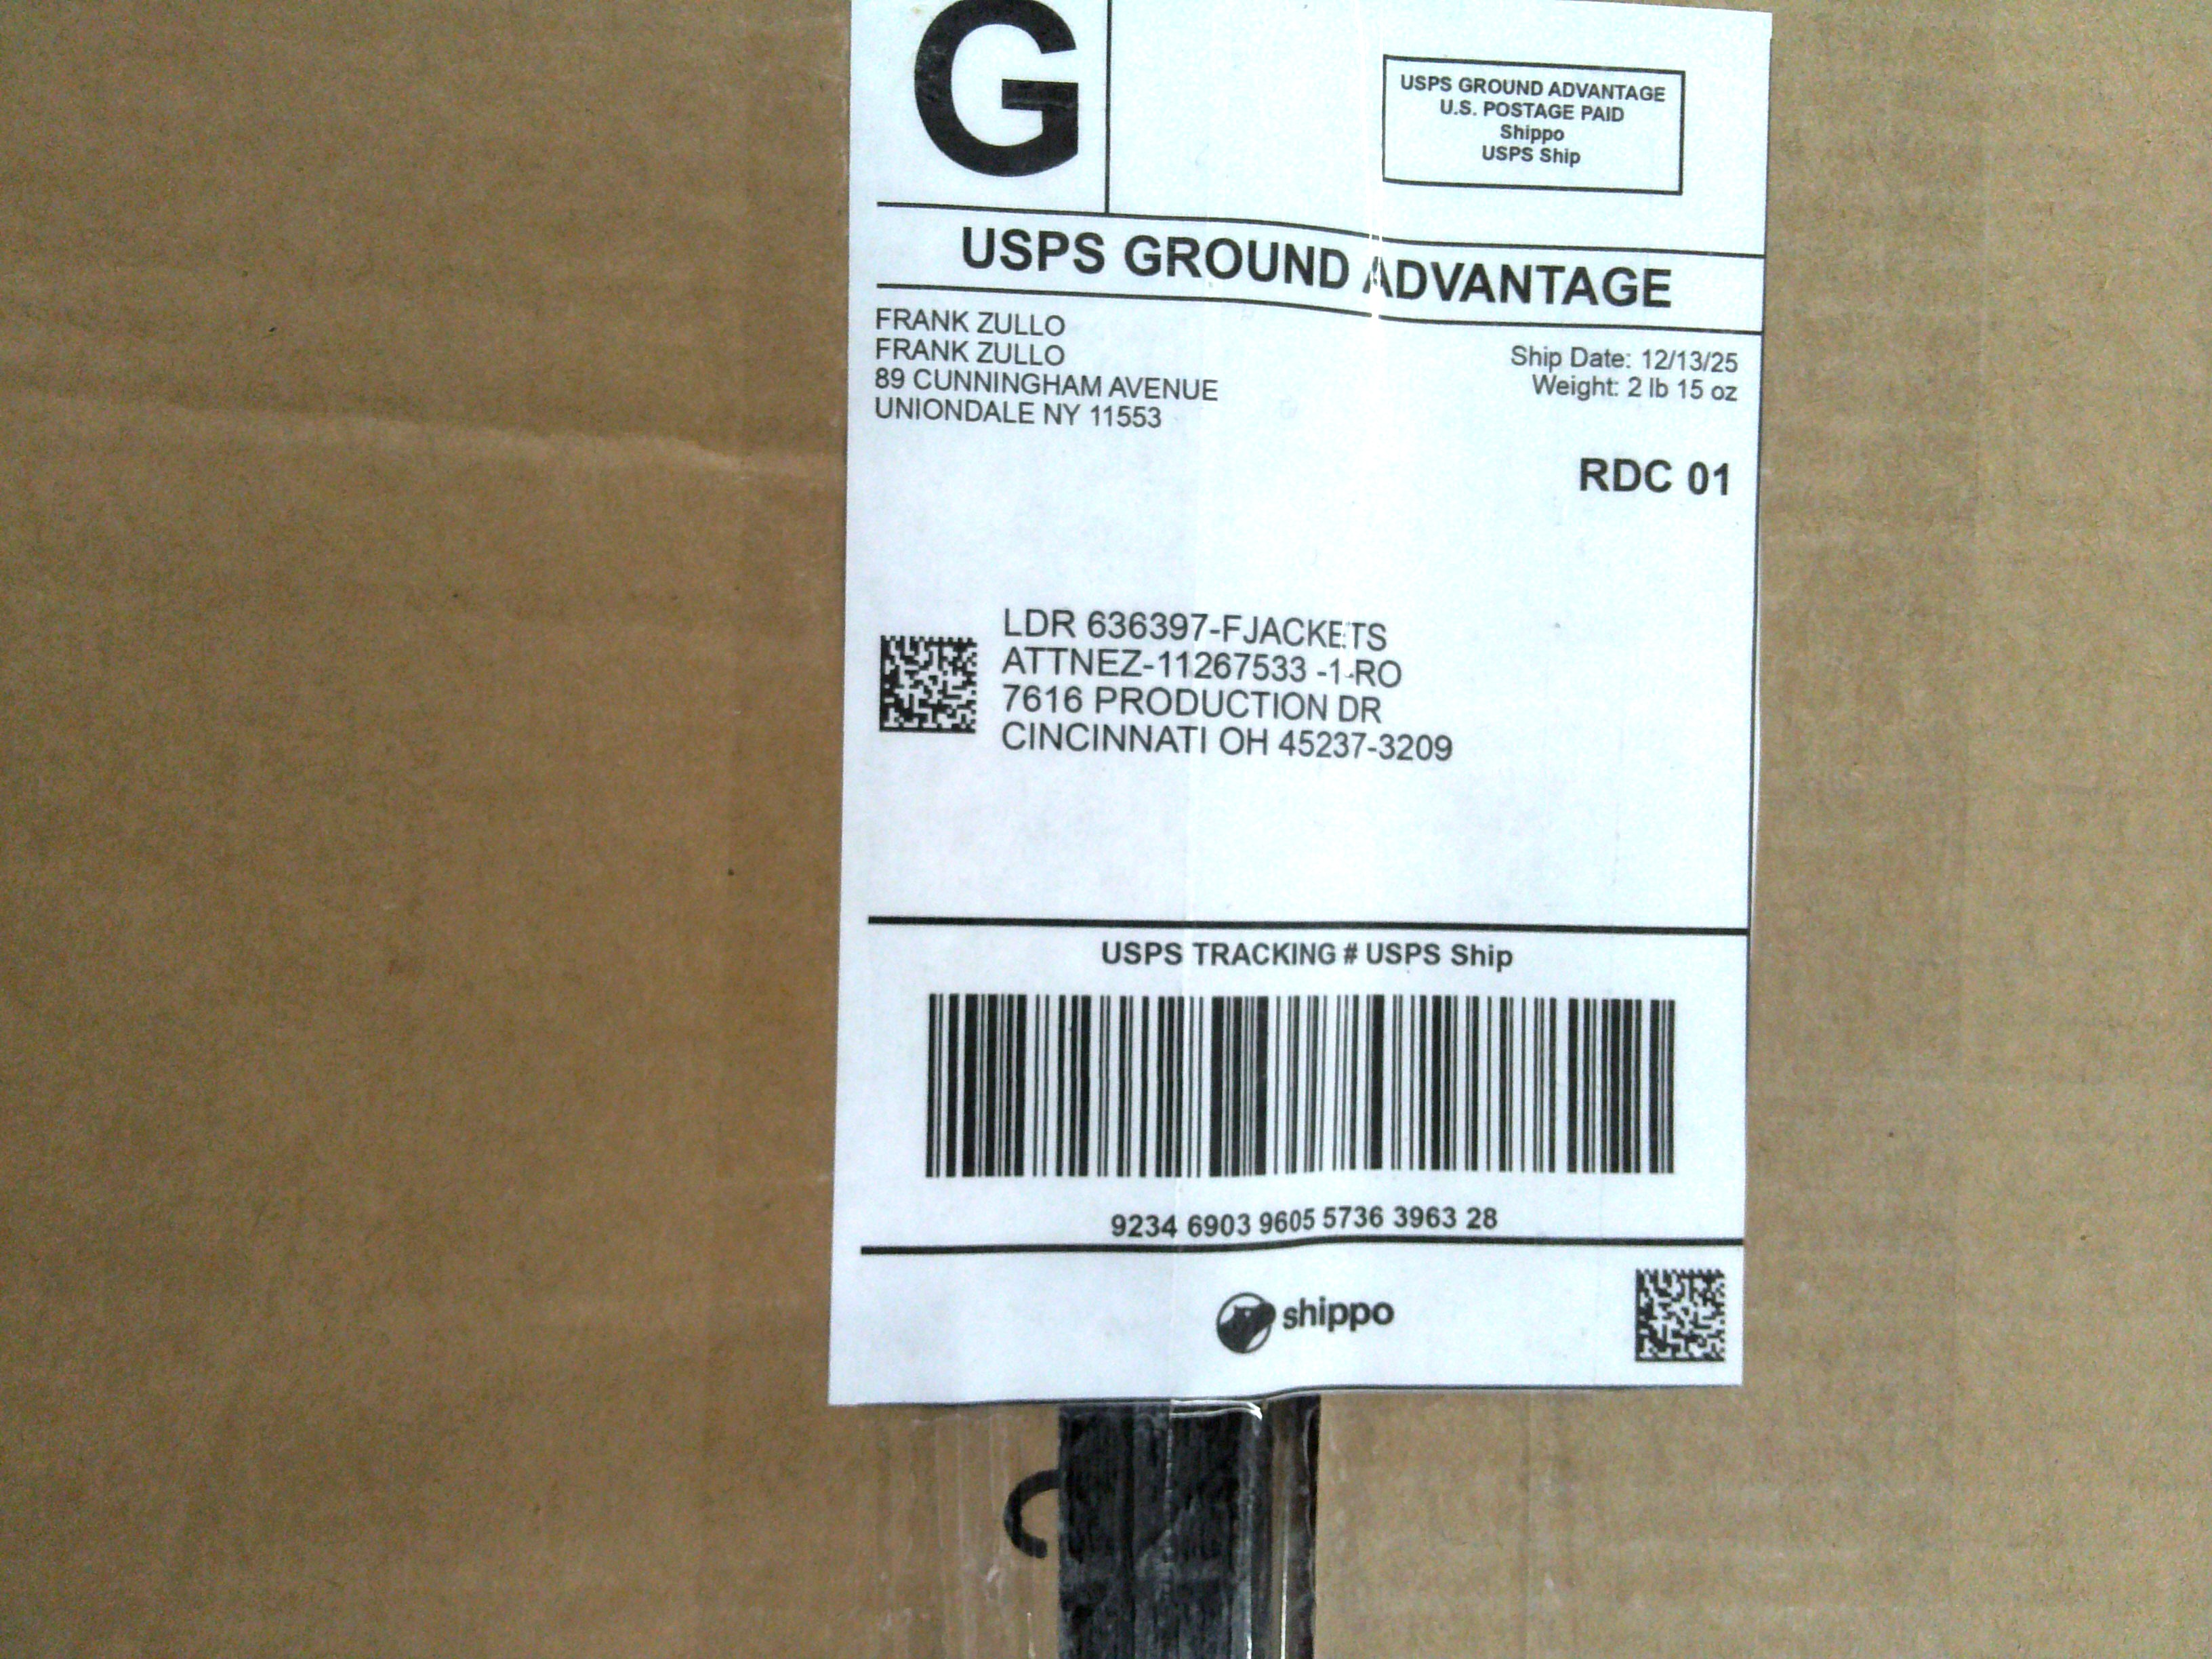 G
USPS GROUND ADVANTAGE
U.S. POSTAGE PAID
Shippo
USPS Ship
USPS GROUND ADVANTAGE
FRANK ZULLO
FRANK ZULLO
89 CUNNINGHAM AVENUE
UNIONDALE NY 11553
Ship Date: 12/13/25
Weight: 2 lb 15 oz
RDC 01
LDR 636397-FJACKETS
ATTNEZ-11267533 -1-RO
7616 PRODUCTION DR
CINCINNATI OH 45237-3209
USPS TRACKING # USPS Ship
9234 6903 9605 5736 3963 28
shippo